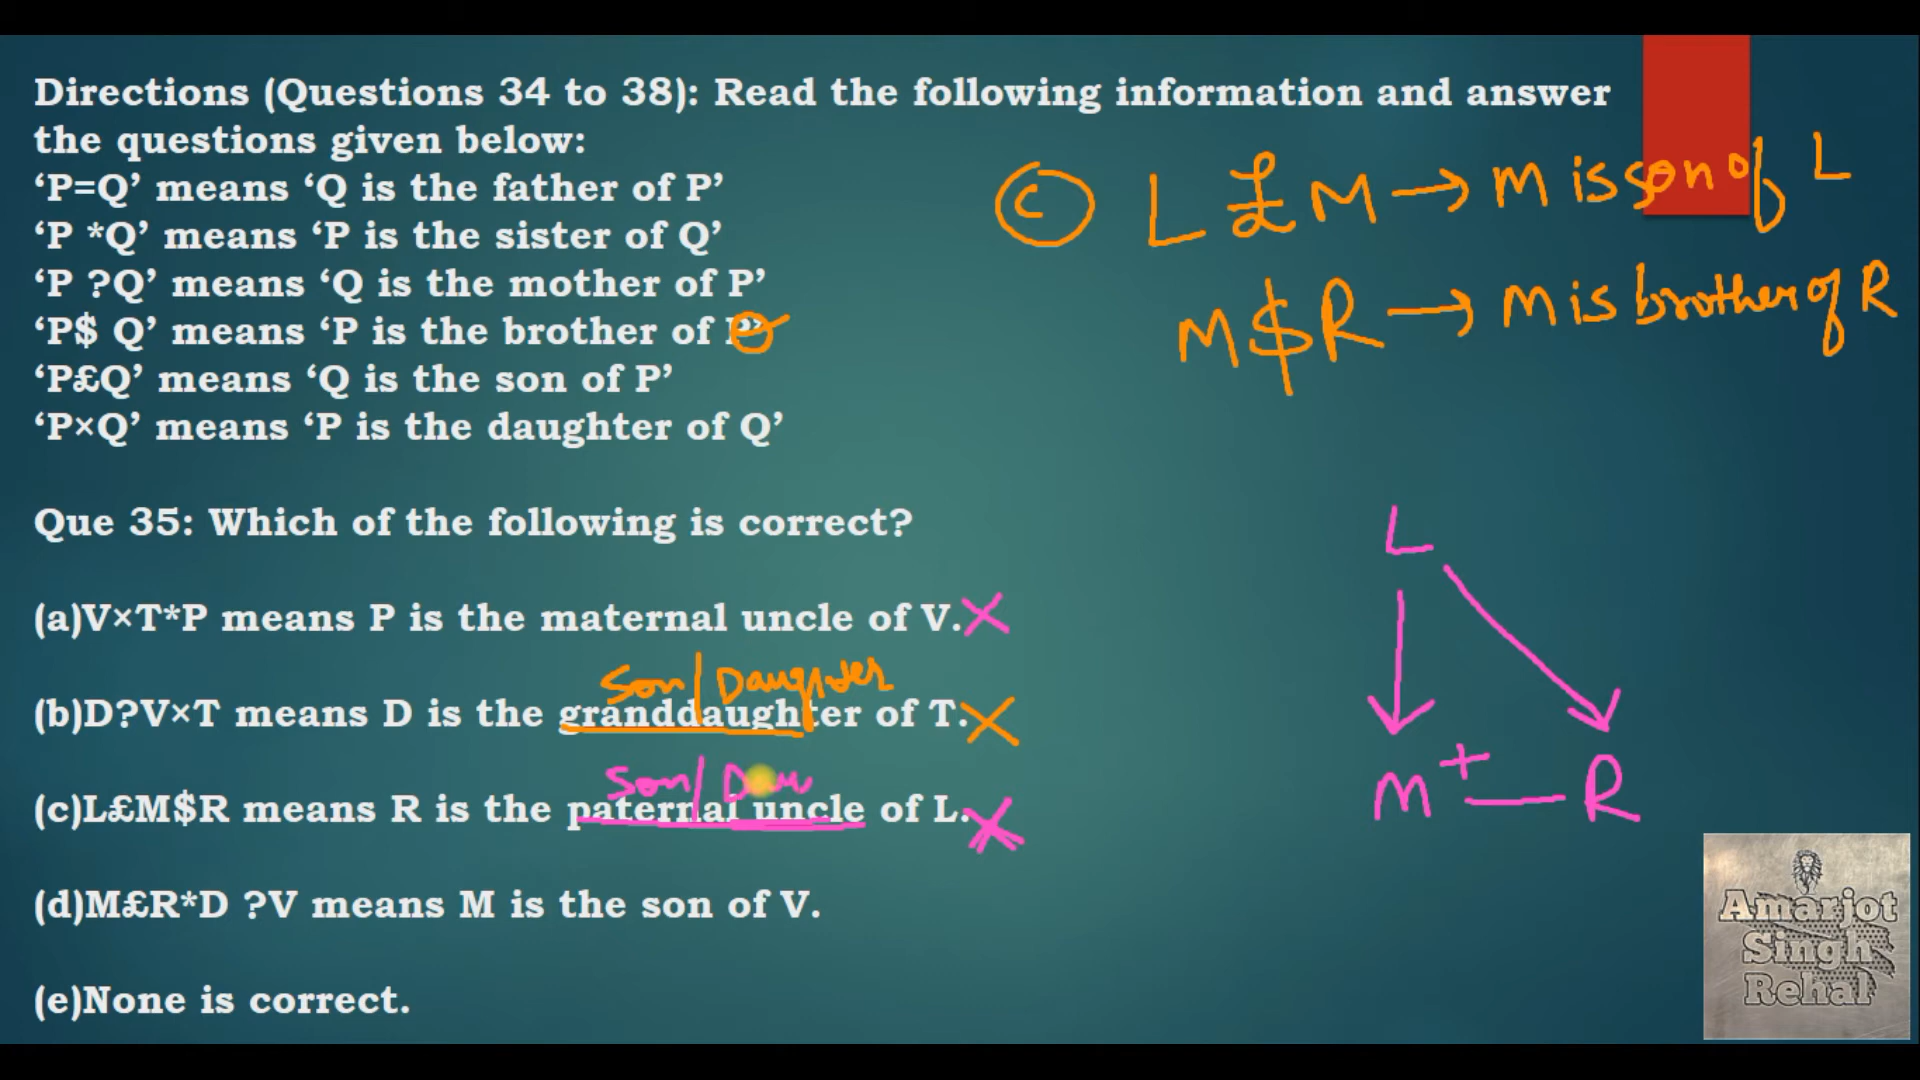 Directions (Questions 34 to 38): Read the following information and answer
the questions given below:
‘P=Q’ means ‘Q is the father of P’
‘P *Q’ means ‘P is the sister of Q’
‘P ?Q’ means ‘Q is the mother of P’
‘P$ Q’ means ‘P is the brother of P’
‘P£Q’ means ‘Q is the son of P’
‘P×Q’ means ‘P is the daughter of Q’
C L £ M → M is son of L
M $ R → M is brother of R
Que 35: Which of the following is correct?
(a)V×T*P means P is the maternal uncle of V.
Son/Daughter
(b)D?V×T means D is the granddaughter of T.
Son/Dau
(c)L£M$R means R is the paternal uncle of L.
(d)M£R*D ?V means M is the son of V.
(e)None is correct.
L
M + — R
Amarjot
Singh
Rehal